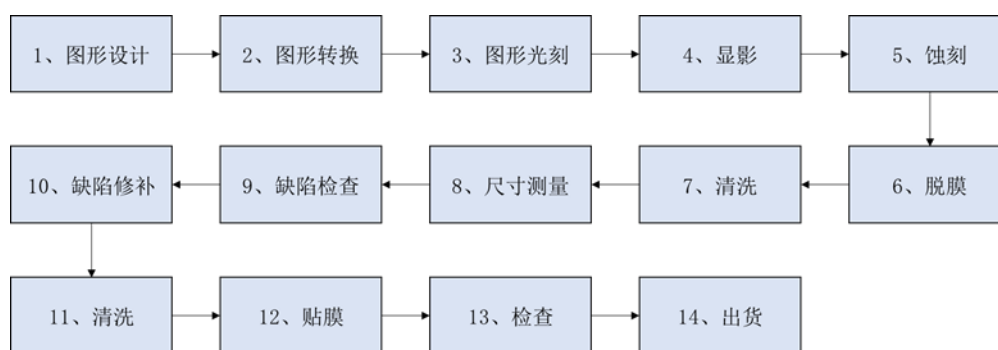 1、图形设计
2、图形转换
3、图形光刻
4、显影
5、蚀刻
6、脱膜
7、清洗
8、尺寸测量
9、缺陷检查
10、缺陷修补
11、清洗
12、贴膜
13、检查
14、出货